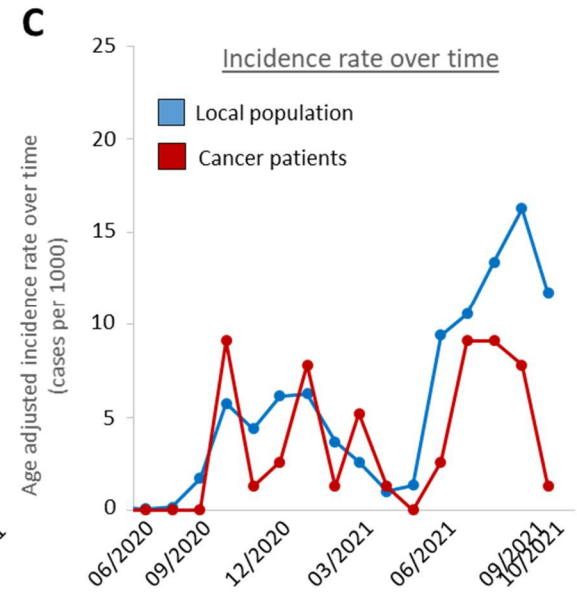 C
Incidence rate over time
Local population
Cancer patients
Age adjusted incidence rate over time
(cases per 1000)
25
20
15
10
5
0
06/2020
09/2020
12/2020
03/2021
06/2021
09/2021
10/2021